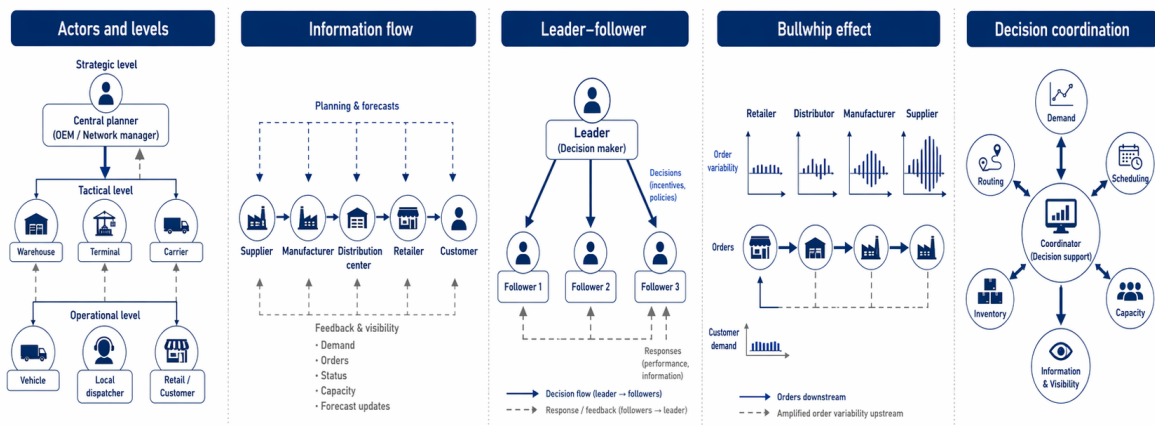 Actors and levels
Strategic level
Central planner
(OEM / Network manager)
Tactical level
Warehouse
Terminal
Carrier
Operational level
Vehicle
Local
dispatcher
Retail /
Customer
Information flow
Planning & forecasts
Supplier
Manufacturer
Distribution
center
Retailer
Customer
Feedback & visibility
• Demand
• Orders
• Status
• Capacity
• Forecast updates
Leader–follower
Leader
(Decision maker)
Decisions
(incentives,
policies)
Follower 1
Follower 2
Follower 3
Responses
(performance,
information)
Decision flow (leader → followers)
Response / feedback (followers → leader)
Bullwhip effect
Retailer
Distributor
Manufacturer
Supplier
Order
variability
Orders
Customer
demand
Orders downstream
Amplified order variability upstream
Decision coordination
Demand
Routing
Scheduling
Coordinator
(Decision support)
Inventory
Capacity
Information
& Visibility